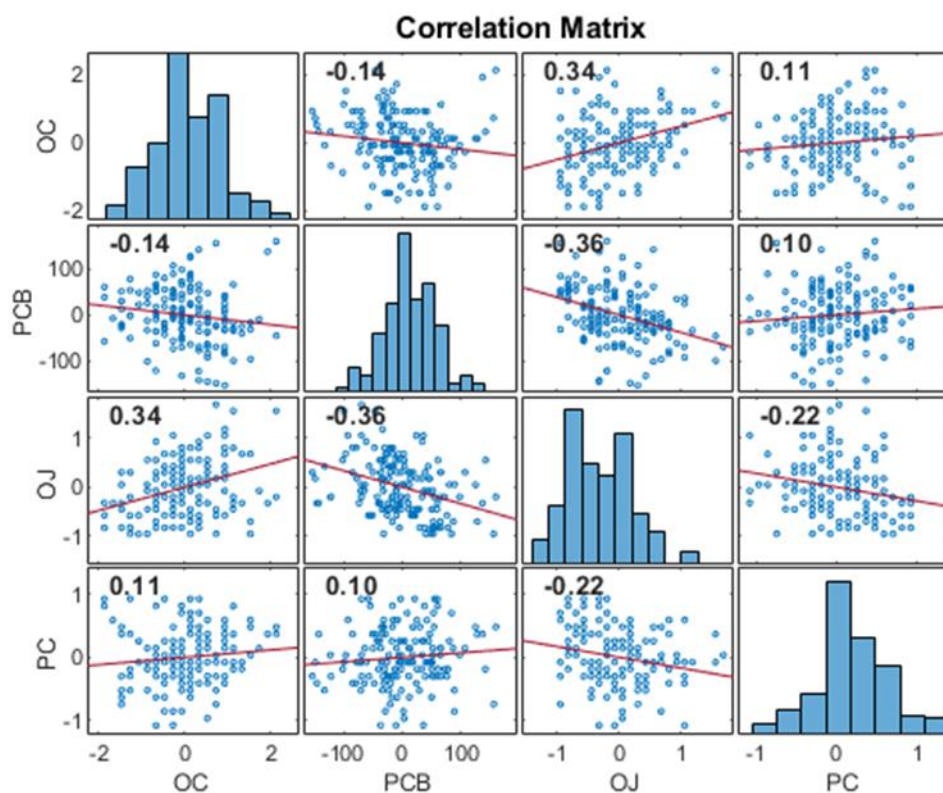 Correlation Matrix
2
0
-2
OC
-0.14
0.34
0.11
100
0
-100
PCB
-0.14
-0.36
0.10
1
0
-1
OJ
0.34
-0.36
-0.22
1
0
-1
PC
0.11
0.10
-0.22
-2 0 2
-100 0 100
-1 0 1
-1 0 1
OC
PCB
OJ
PC